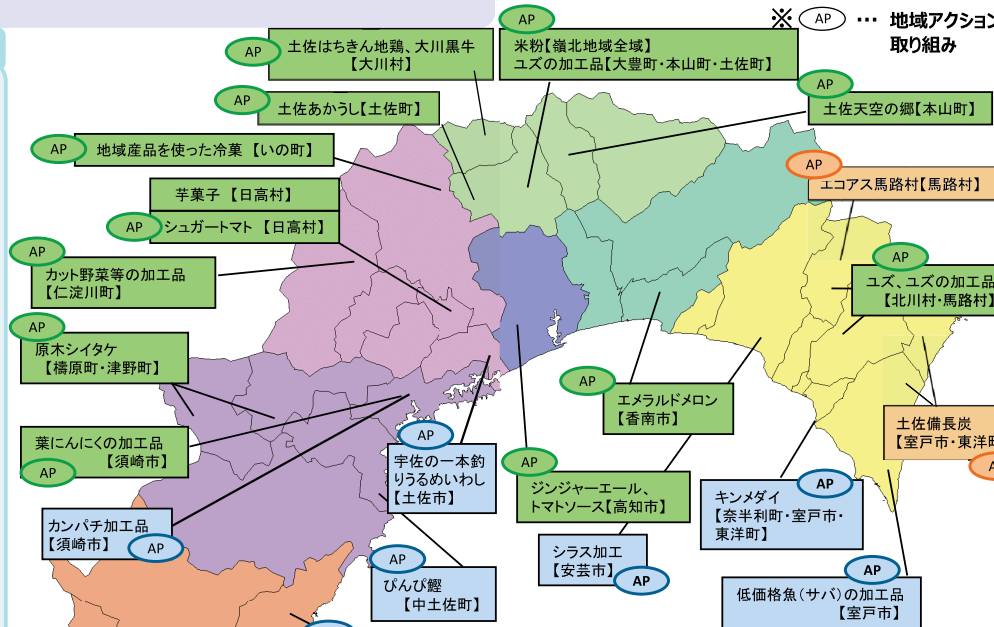 ※ AP … 地域アクション
取り組み
AP
土佐はちきん地鶏、大川黒牛
【大川村】
AP
米粉【嶺北地域全域】
ユズの加工品【大豊町・本山町・土佐町】
AP
土佐あかうし【土佐町】
AP
土佐天空の郷【本山町】
AP
地域産品を使った冷菓 【いの町】
AP
エコアス馬路村【馬路村】
芋菓子 【日高村】
AP
シュガートマト 【日高村】
AP
カット野菜等の加工品
【仁淀川町】
AP
ユズ、ユズの加工品
【北川村・馬路村】
AP
原木シイタケ
【檮原町・津野町】
AP
エメラルドメロン
【香南市】
土佐備長炭
【室戸市・東洋町
葉にんにくの加工品
【須崎市】
AP
AP
宇佐の一本釣
りうるめいわし
【土佐市】
AP
ジンジャーエール、
トマトソース【高知市】
AP
キンメダイ
【奈半利町・室戸市・
東洋町】
カンパチ加工品
【須崎市】
AP
シラス加工
【安芸市】
AP
AP
ぴんぴ鰹
【中土佐町】
AP
低価格魚(サバ)の加工品
【室戸市】